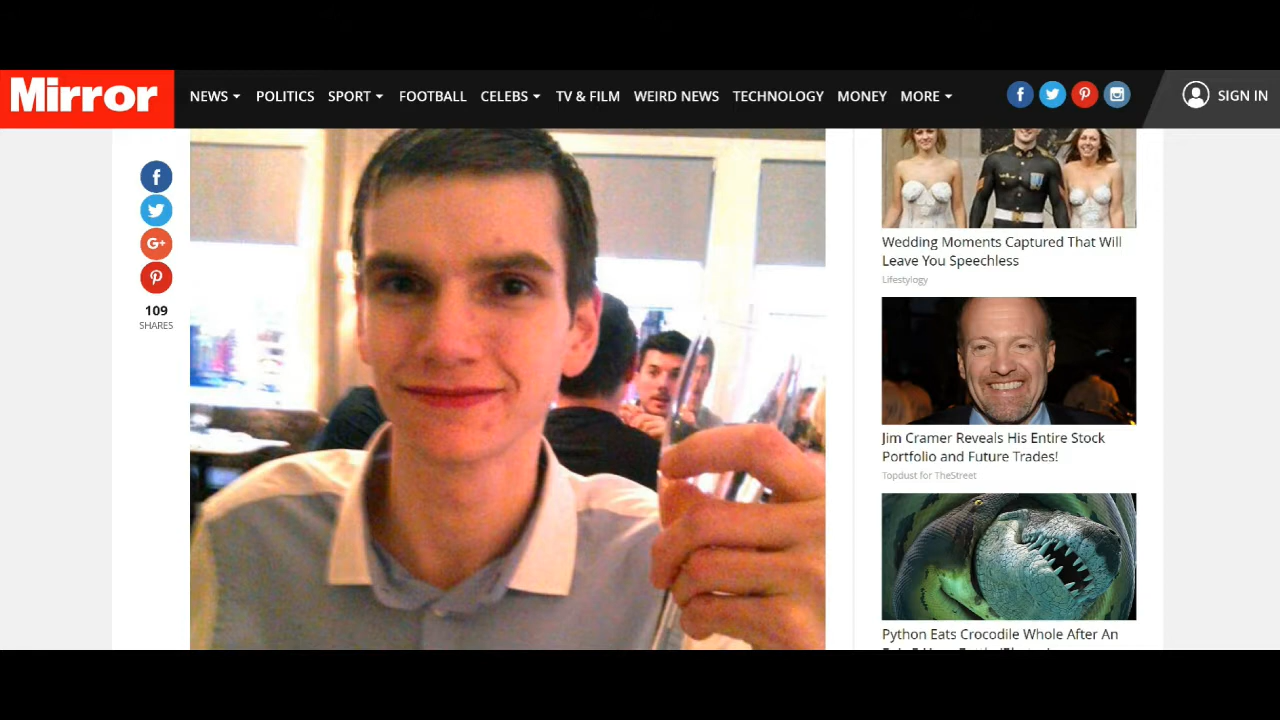 Mirror
NEWS POLITICS SPORT FOOTBALL CELEBS TV & FILM WEIRD NEWS TECHNOLOGY MONEY MORE SIGN IN
109
SHARES
Wedding Moments Captured That Will
Leave You Speechless
Lifestylogy
Jim Cramer Reveals His Entire Stock
Portfolio and Future Trades!
Topdust for TheStreet
Python Eats Crocodile Whole After An